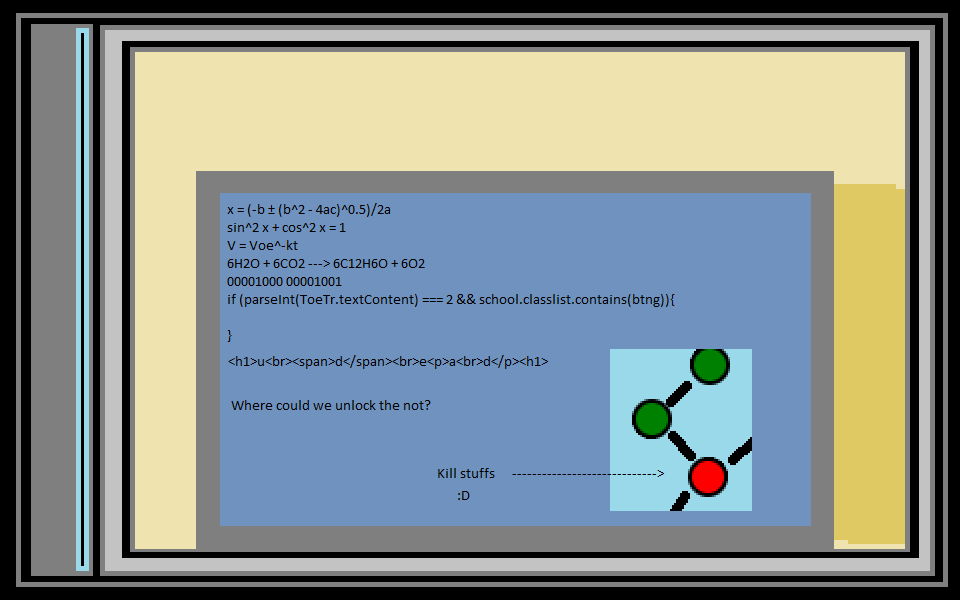 x = (-b ± (b^2 - 4ac)^0.5)/2a
sin^2 x + cos^2 x = 1
V = Voe^-kt
6H2O + 6CO2 ---> 6C12H6O + 6O2
00001000 00001001
if (parseInt(ToeTr.textContent) === 2 && school.classlist.contains(btng)){
}
<h1>u<br><span>d</span><br>e<p>a<br>d</p><h1>
Where could we unlock the not?
Kill stuffs ----------------------------->
:D